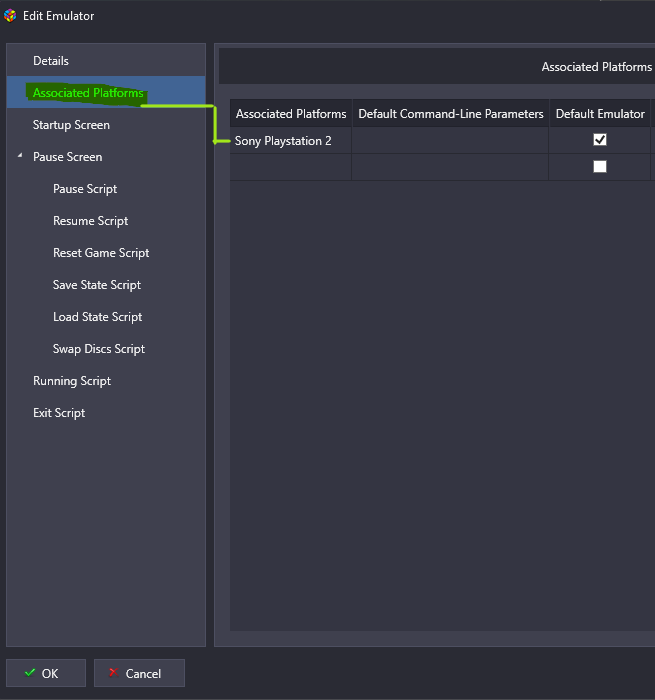 Edit Emulator
Details
Associated Platforms
Startup Screen
Pause Screen
Pause Script
Resume Script
Reset Game Script
Save State Script
Load State Script
Swap Discs Script
Running Script
Exit Script
Associated Platforms
Associated Platforms Default Command-Line Parameters Default Emulator
Sony Playstation 2
OK Cancel